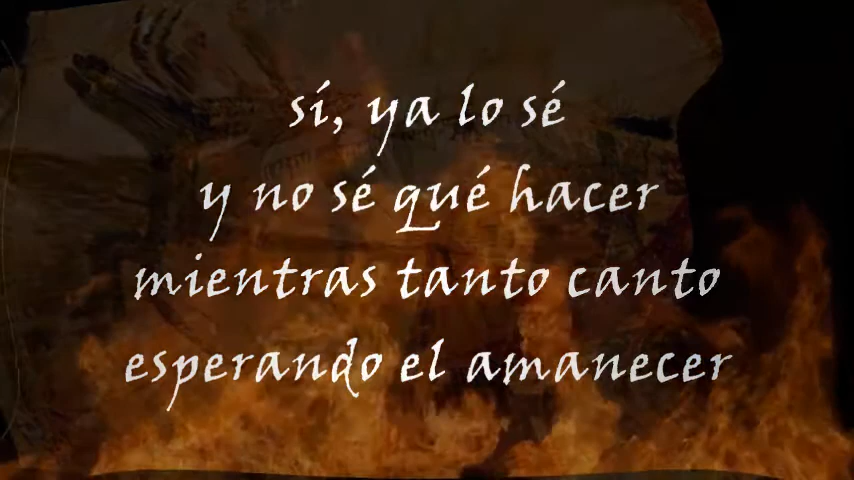 sí, ya lo sé
y no sé qué hacer
mientras tanto canto
esperando el amanecer